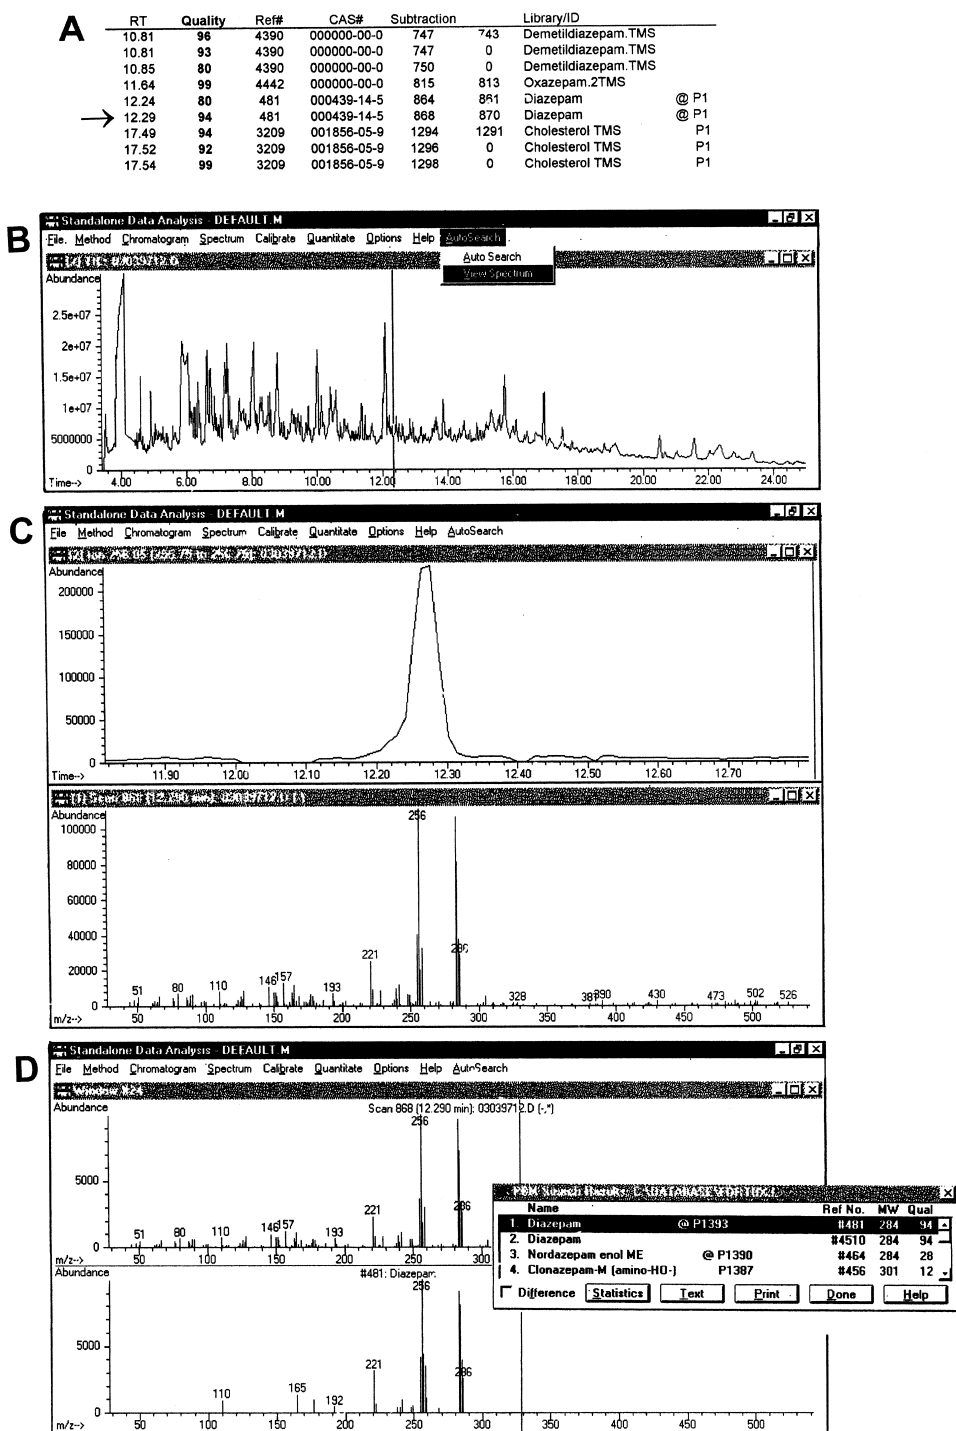 A
RT Quality Ref# CAS# Subtraction Library/ID
10.81 96 4390 000000-00-0 747 743 Demetildiazepam.TMS
10.81 93 4390 000000-00-0 747 0 Demetildiazepam.TMS
10.85 80 4390 000000-00-0 750 0 Demetildiazepam.TMS
11.64 99 4442 000000-00-0 815 813 Oxazepam.2TMS
12.24 80 481 000439-14-5 864 861 Diazepam @ P1
12.29 94 481 000439-14-5 868 870 Diazepam @ P1
17.49 94 3209 001856-05-9 1294 1291 Cholesterol TMS P1
17.52 92 3209 001856-05-9 1296 0 Cholesterol TMS P1
17.54 99 3209 001856-05-9 1298 0 Cholesterol TMS P1
B
Standalone Data Analysis - DEFAULT.M
File. Method Chromatogram Spectrum Calibrate Quantitate Options Help AutoSearch
Auto Search
View Spectrum
Abundance
2.5e+07
2e+07
1.5e+07
1e+07
5000000
0
Time--> 4.00 6.00 8.00 10.00 12.00 14.00 16.00 18.00 20.00 22.00 24.00
C
Standalone Data Analysis - DEFAULT.M
File Method Chromatogram Spectrum Calibrate Quantitate Options Help AutoSearch
Abundance
200000
150000
100000
50000
0
Time--> 11.90 12.00 12.10 12.20 12.30 12.40 12.50 12.60 12.70
Abundance
256
100000
80000
60000
40000
20000
0
51 80 110 146 157 193 221 328 390 430 473 502 526
m/z--> 50 100 150 200 250 300 350 400 450 500
D
Standalone Data Analysis - DEFAULT.M
File Method Chromatogram Spectrum Calibrate Quantitate Options Help AutoSearch
Abundance
Scan 868 (12.290 min): 03039712.D (-,*)
256
5000
0
51 80 110 146 157 193 221 286
m/z--> 50 100 150 200 250 300
Name Ref No. MW Qual
1. Diazepam @ P1393 #481 284 94
2. Diazepam #4510 284 94
3. Nordazepam enol ME @ P1390 #464 284 28
4. Clonazepam-M (amino-HO-) P1387 #456 301 12
Difference Statistics Text Print Done Help
Abundance
#481: Diazepam
256
5000
0
110 165 192 221 286
m/z--> 50 100 150 200 250 300 350 400 450 500